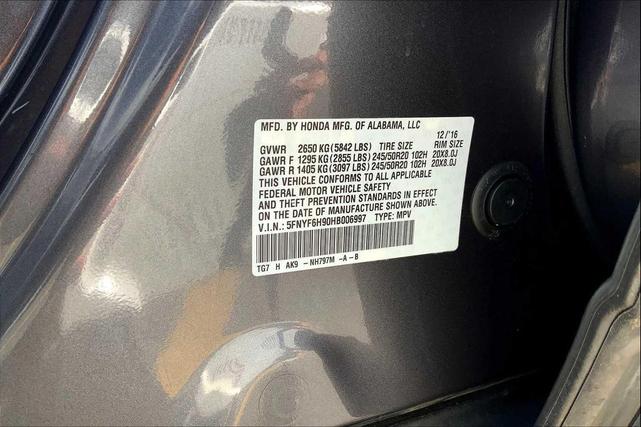 MFD. BY HONDA MFG. OF ALABAMA, LLC 12/'16
GVWR 2650 KG (5842 LBS) TIRE SIZE RIM SIZE
GAWR F 1295 KG (2855 LBS) 245/50R20 102H 20X8.0J
GAWR R 1405 KG (3097 LBS) 245/50R20 102H 20X8.0J
THIS VEHICLE CONFORMS TO ALL APPLICABLE
FEDERAL MOTOR VEHICLE SAFETY
AND THEFT PREVENTION STANDARDS IN EFFECT
ON THE DATE OF MANUFACTURE SHOWN ABOVE.
V.I.N.: 5FNYF6H90HB006997 TYPE: MPV
TG7 H AK9 -NH797M -A-B